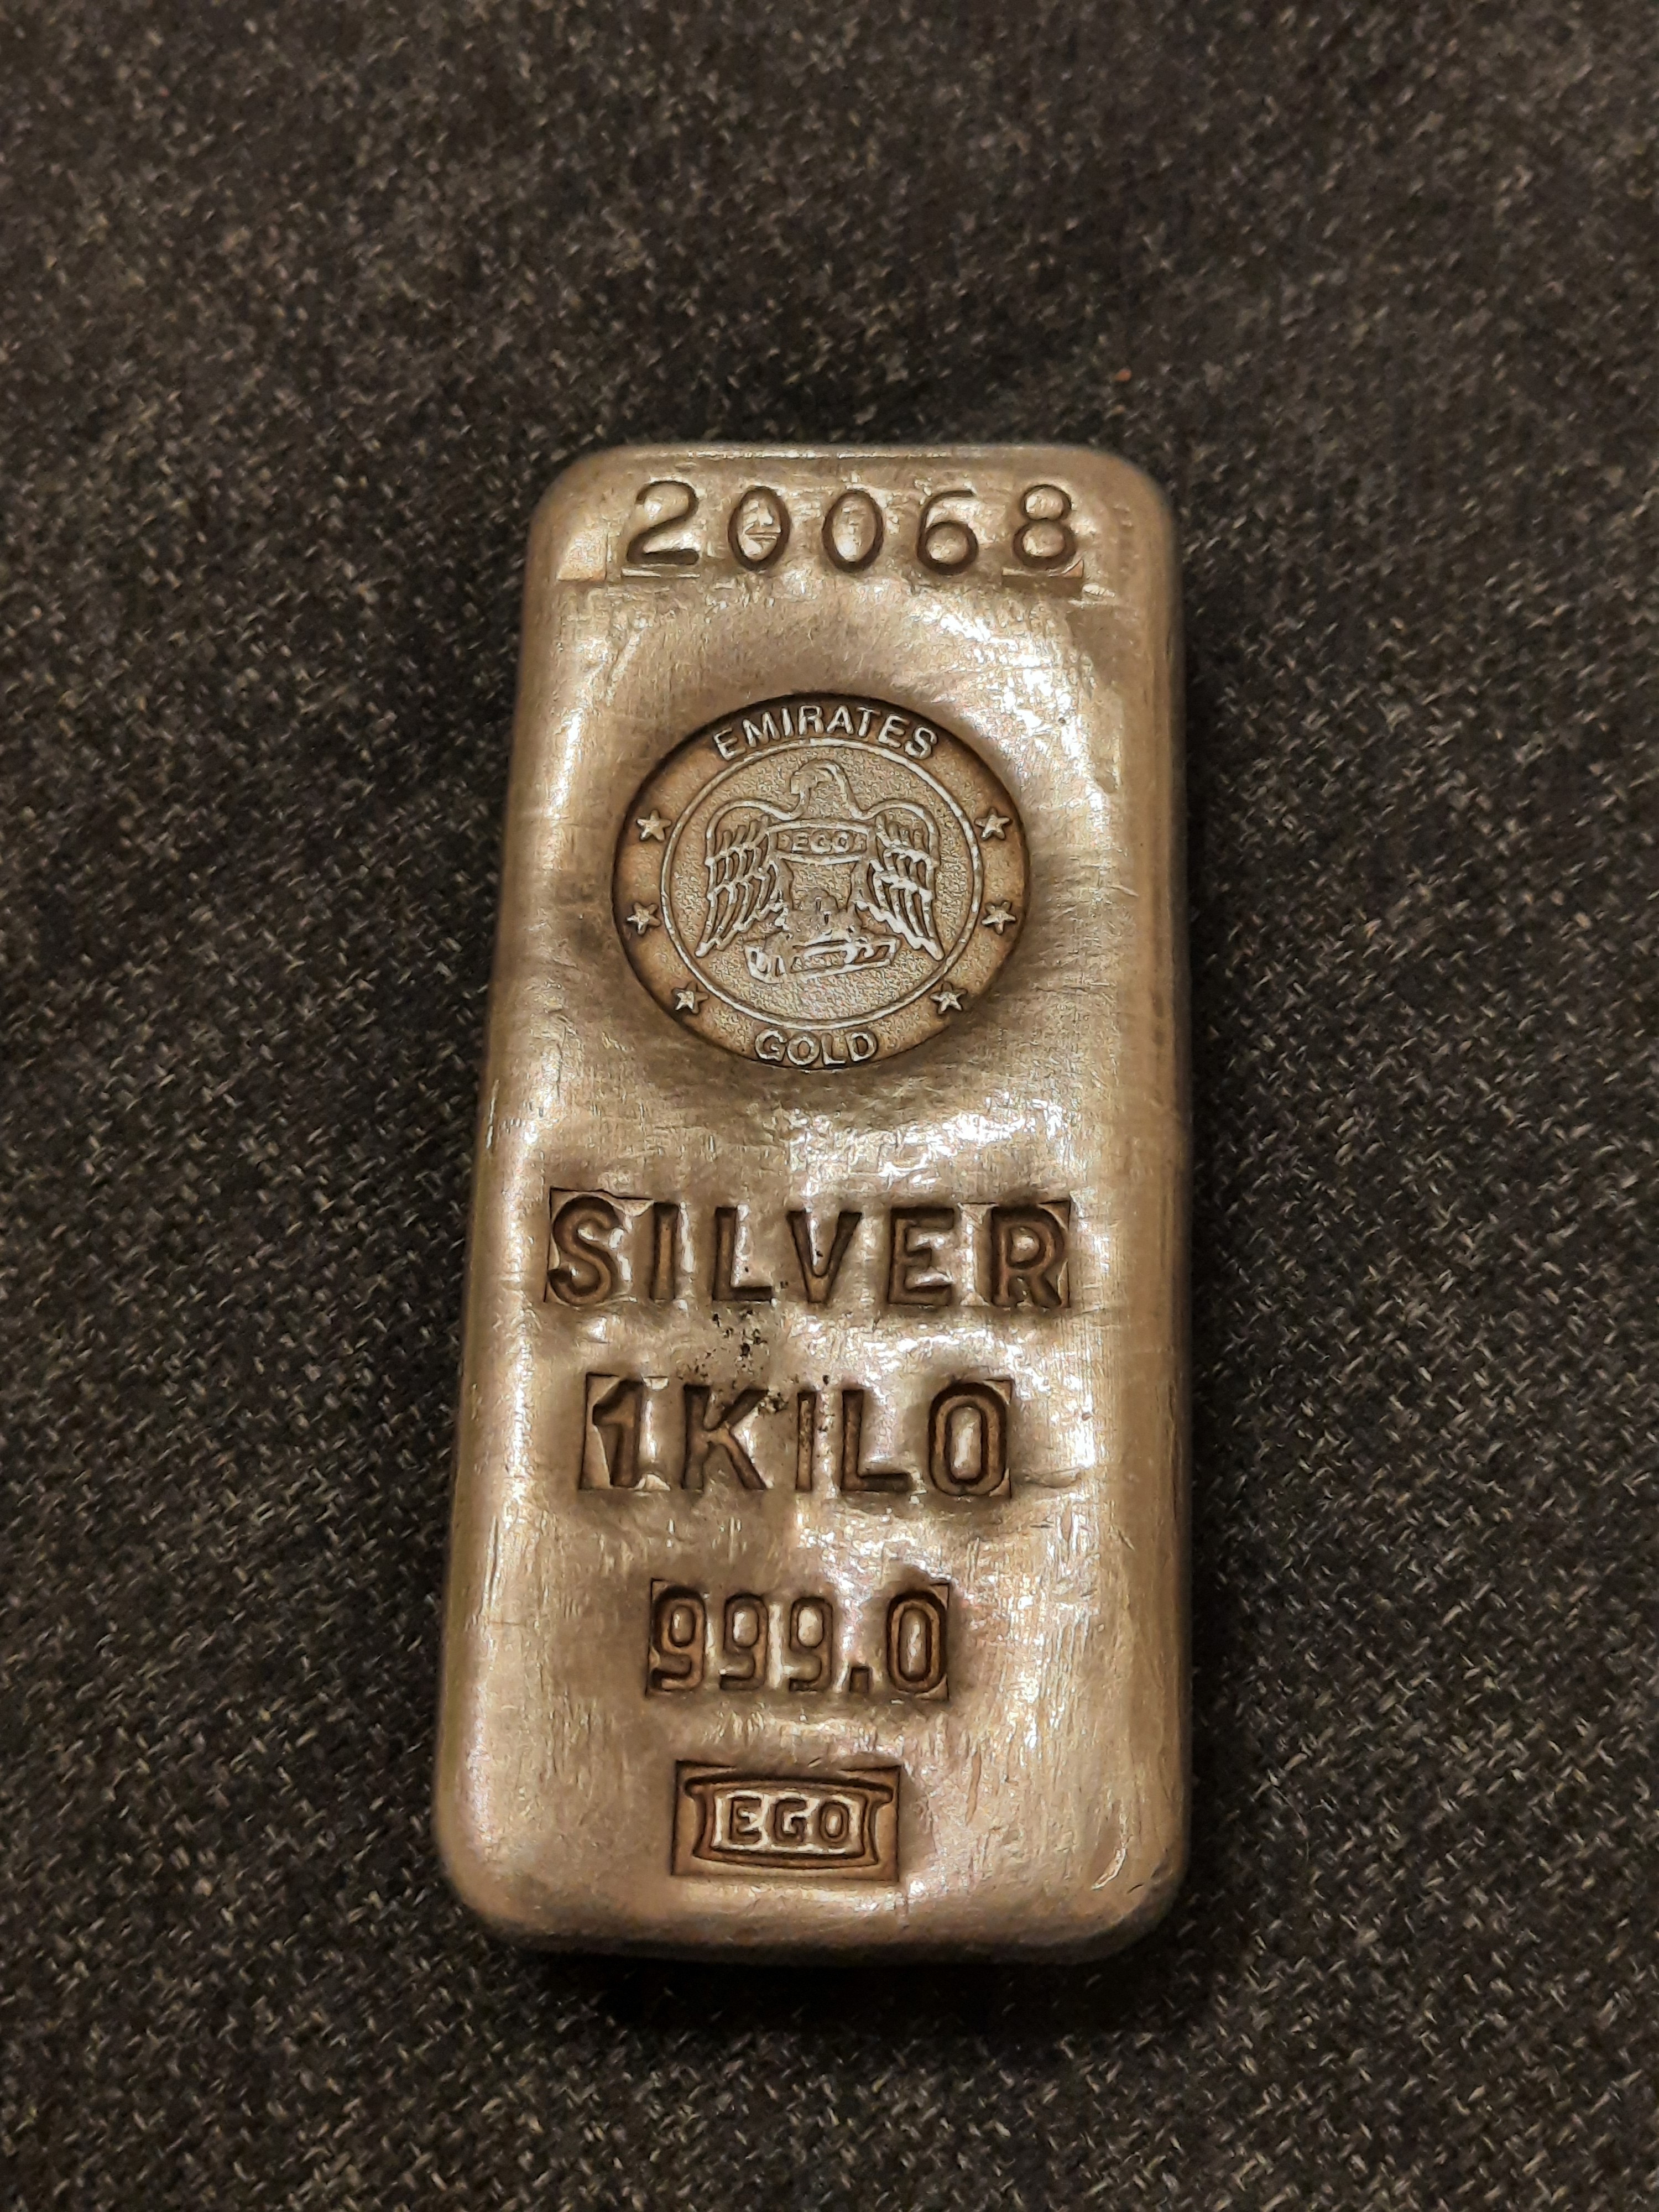 20068
EMIRATES
EGO
GOLD
SILVER
1KILO
999.0
EGO